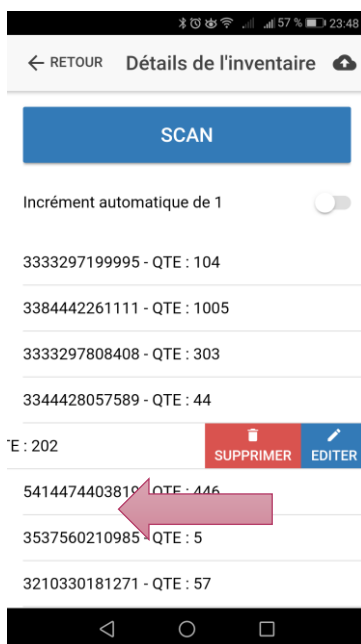 57 % 23:48
← RETOUR Détails de l'inventaire
SCAN
Incrément automatique de 1
3333297199995 - QTE : 104
3384442261111 - QTE : 1005
3333297808408 - QTE : 303
3344428057589 - QTE : 44
E : 202 SUPPRIMER EDITER
5414474403819 QTE : 446
3537560210985 - QTE : 5
3210330181271 - QTE : 57